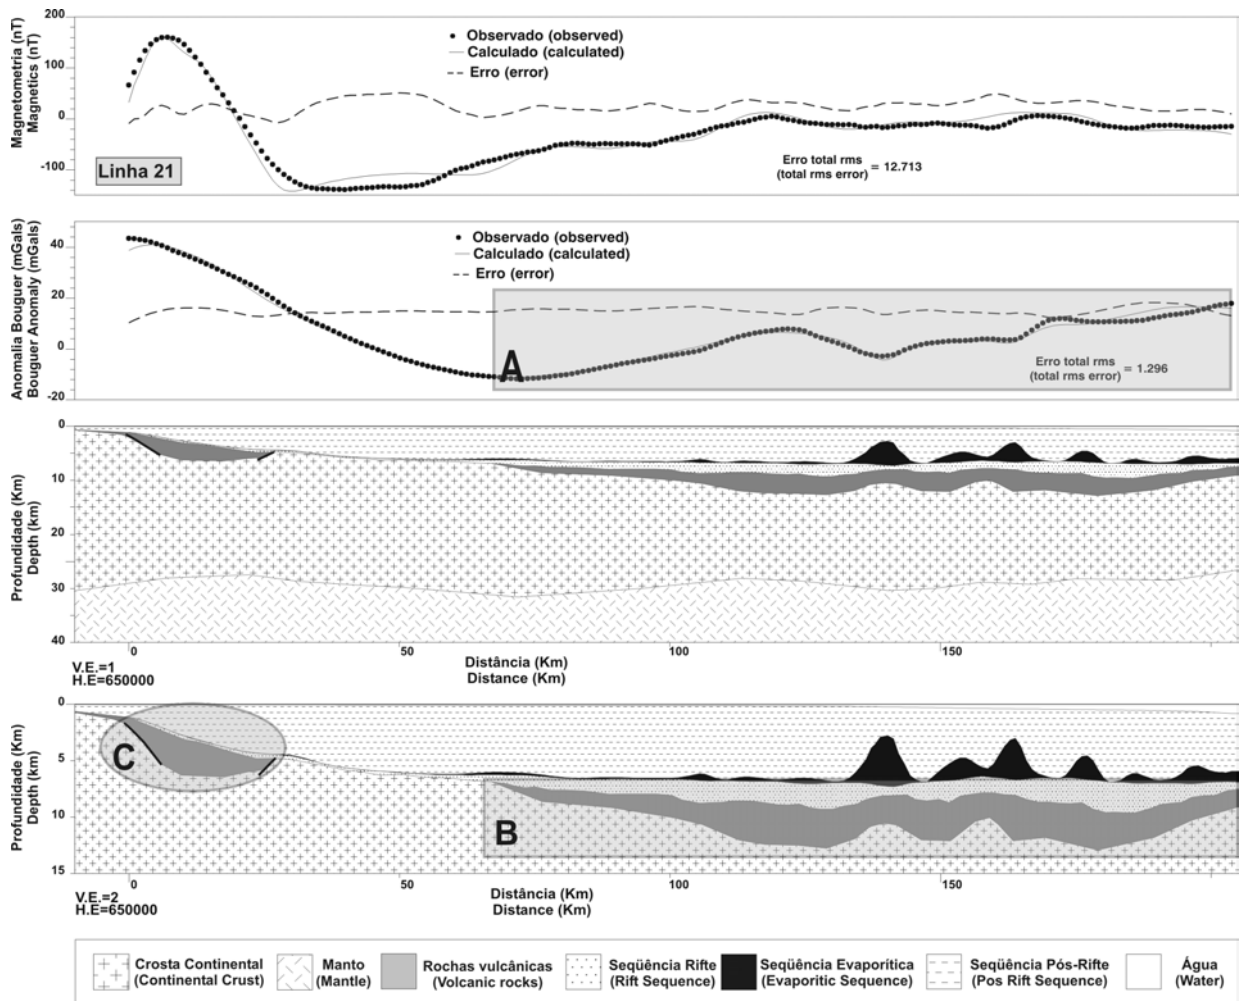 Magnetometria (nT)
Magnetics (nT)
200
100
0
-100
Observado (observed)
Calculado (calculated)
Erro (error)
Linha 21
Erro total rms
(total rms error) = 12.713
Anomalia Bouguer (mGals)
Bouguer Anomaly (mGals)
40
20
0
-20
Observado (observed)
Calculado (calculated)
Erro (error)
A
Erro total rms
(total rms error) = 1.296
Profundidade (Km)
Depth (km)
0
10
20
30
40
0
50
100
150
Distância (Km)
Distance (Km)
V.E.=1
H.E=650000
Profundidade (Km)
Depth (km)
0
5
10
15
C
B
0
50
100
150
Distância (Km)
Distance (Km)
V.E.=2
H.E=650000
Crosta Continental
(Continental Crust)
Manto
(Mantle)
Rochas vulcânicas
(Volcanic rocks)
Seqüência Rifte
(Rift Sequence)
Seqüência Evaporítica
(Evaporitic Sequence)
Seqüência Pós-Rifte
(Pos Rift Sequence)
Água
(Water)